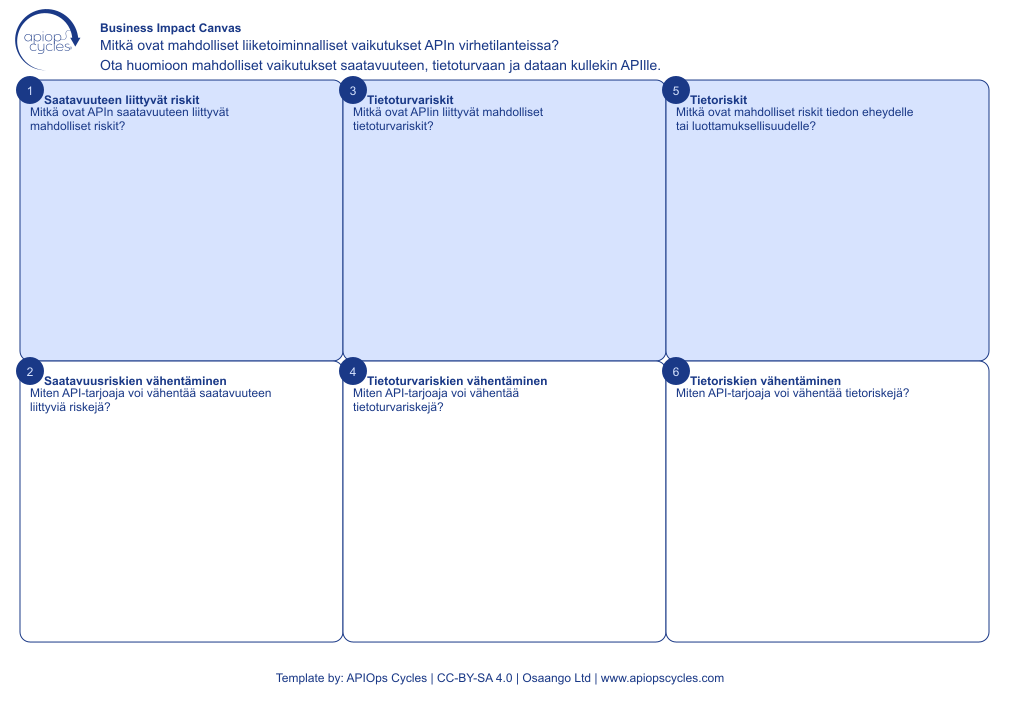 apiops
cycles
Business Impact Canvas
Mitkä ovat mahdolliset liiketoiminnalliset vaikutukset APIn virhetilanteissa?
Ota huomioon mahdolliset vaikutukset saatavuuteen, tietoturvaan ja dataan kullekin APIlle.
1
Saatavuuteen liittyvät riskit
Mitkä ovat APIn saatavuuteen liittyvät
mahdolliset riskit?
3
Tietoturvariskit
Mitkä ovat APIin liittyvät mahdolliset
tietoturvariskit?
5
Tietoriskit
Mitkä ovat mahdolliset riskit tiedon eheydelle
tai luottamuksellisuudelle?
2
Saatavuusriskien vähentäminen
Miten API-tarjoaja voi vähentää saatavuuteen
liittyviä riskejä?
4
Tietoturvariskien vähentäminen
Miten API-tarjoaja voi vähentää
tietoturvariskejä?
6
Tietoriskien vähentäminen
Miten API-tarjoaja voi vähentää tietoriskejä?
Template by: APIOps Cycles | CC-BY-SA 4.0 | Osaango Ltd | www.apiopscycles.com